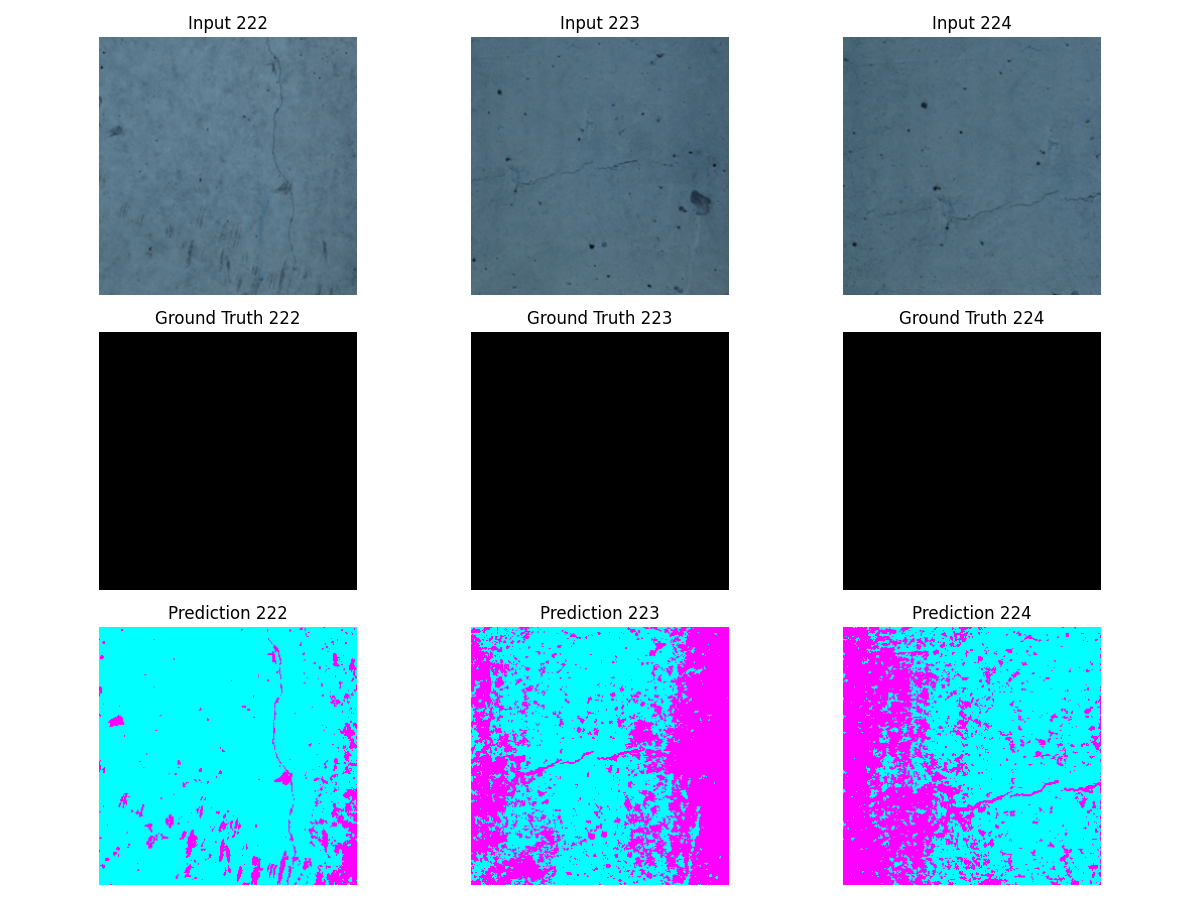 Input 222
Input 223
Input 224
Ground Truth 222
Ground Truth 223
Ground Truth 224
Prediction 222
Prediction 223
Prediction 224